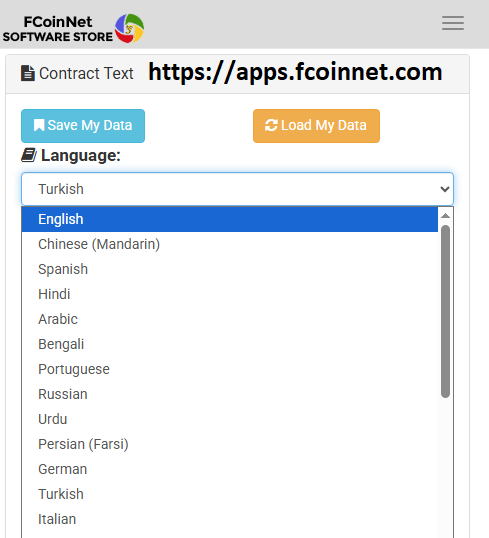 FCoinNet
SOFTWARE STORE
Contract Text https://apps.fcoinnet.com
Save My Data Load My Data
Language:
Turkish
English
Chinese (Mandarin)
Spanish
Hindi
Arabic
Bengali
Portuguese
Russian
Urdu
Persian (Farsi)
German
Turkish
Italian